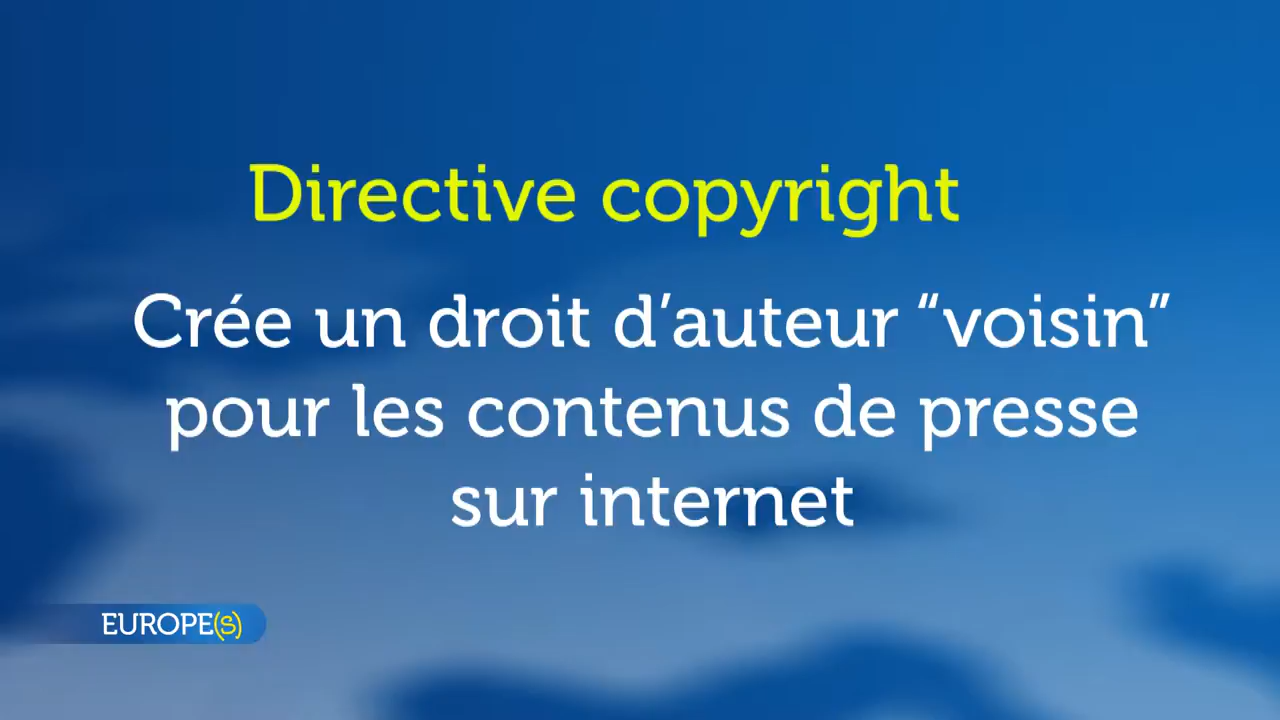 Directive copyright
Crée un droit d’auteur “voisin”
pour les contenus de presse
sur internet
EUROPE(S)